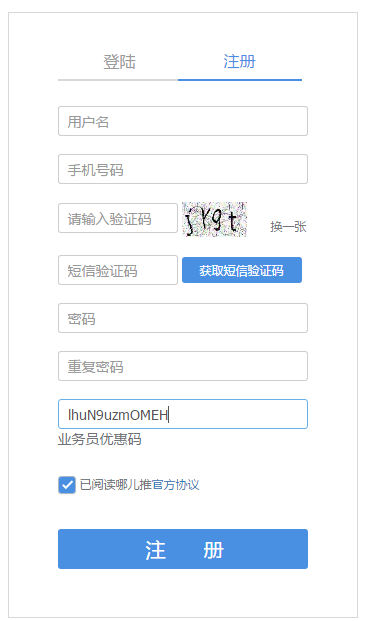 登陆 注册
用户名
手机号码
请输入验证码 jYgt 换一张
短信验证码 获取短信验证码
密码
重复密码
lhuN9uzmOMEH
业务员优惠码
已阅读哪儿推官方协议
注 册